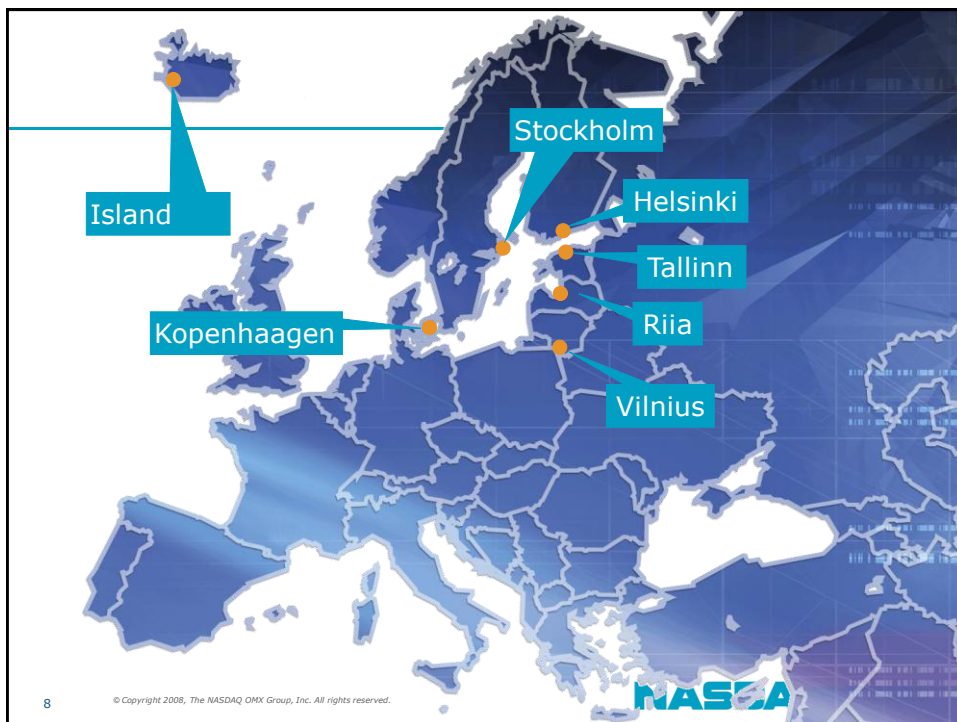 Stockholm
Helsinki
Island
Tallinn
Riia
Kopenhaagen
Vilnius
8
© Copyright 2008, The NASDAQ OMX Group, Inc. All rights reserved.